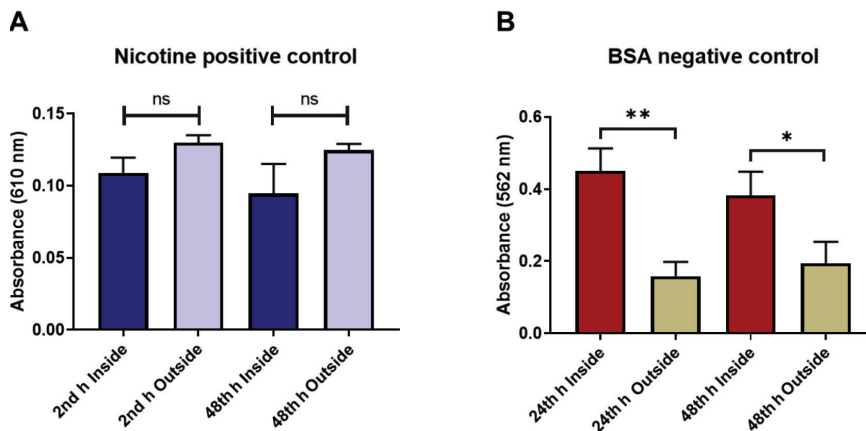 A
Nicotine positive control
ns
ns
Absorbance (610 nm)
0.15
0.10
0.05
0.00
2nd h Inside
2nd h Outside
48th h Inside
48th h Outside
B
BSA negative control
**
*
Absorbance (562 nm)
0.6
0.4
0.2
0.0
24th h Inside
24th h Outside
48th h Inside
48th h Outside